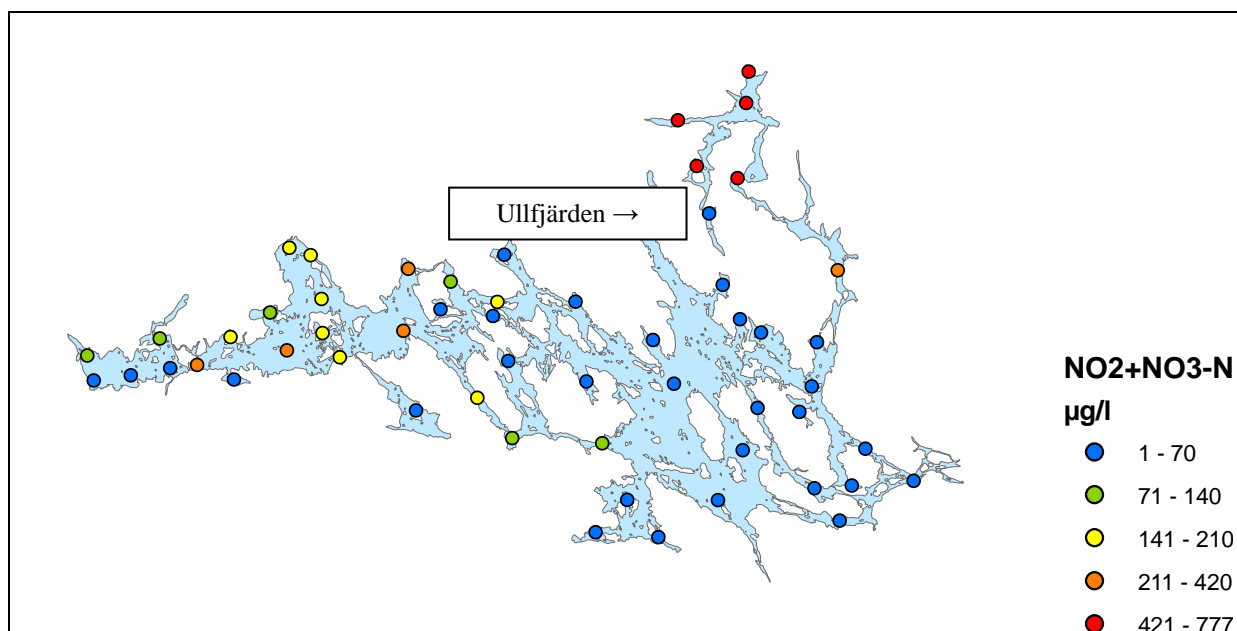 Ullfjärden →
NO2+NO3-N
µg/l
1 - 70
71 - 140
141 - 210
211 - 420
421 - 777